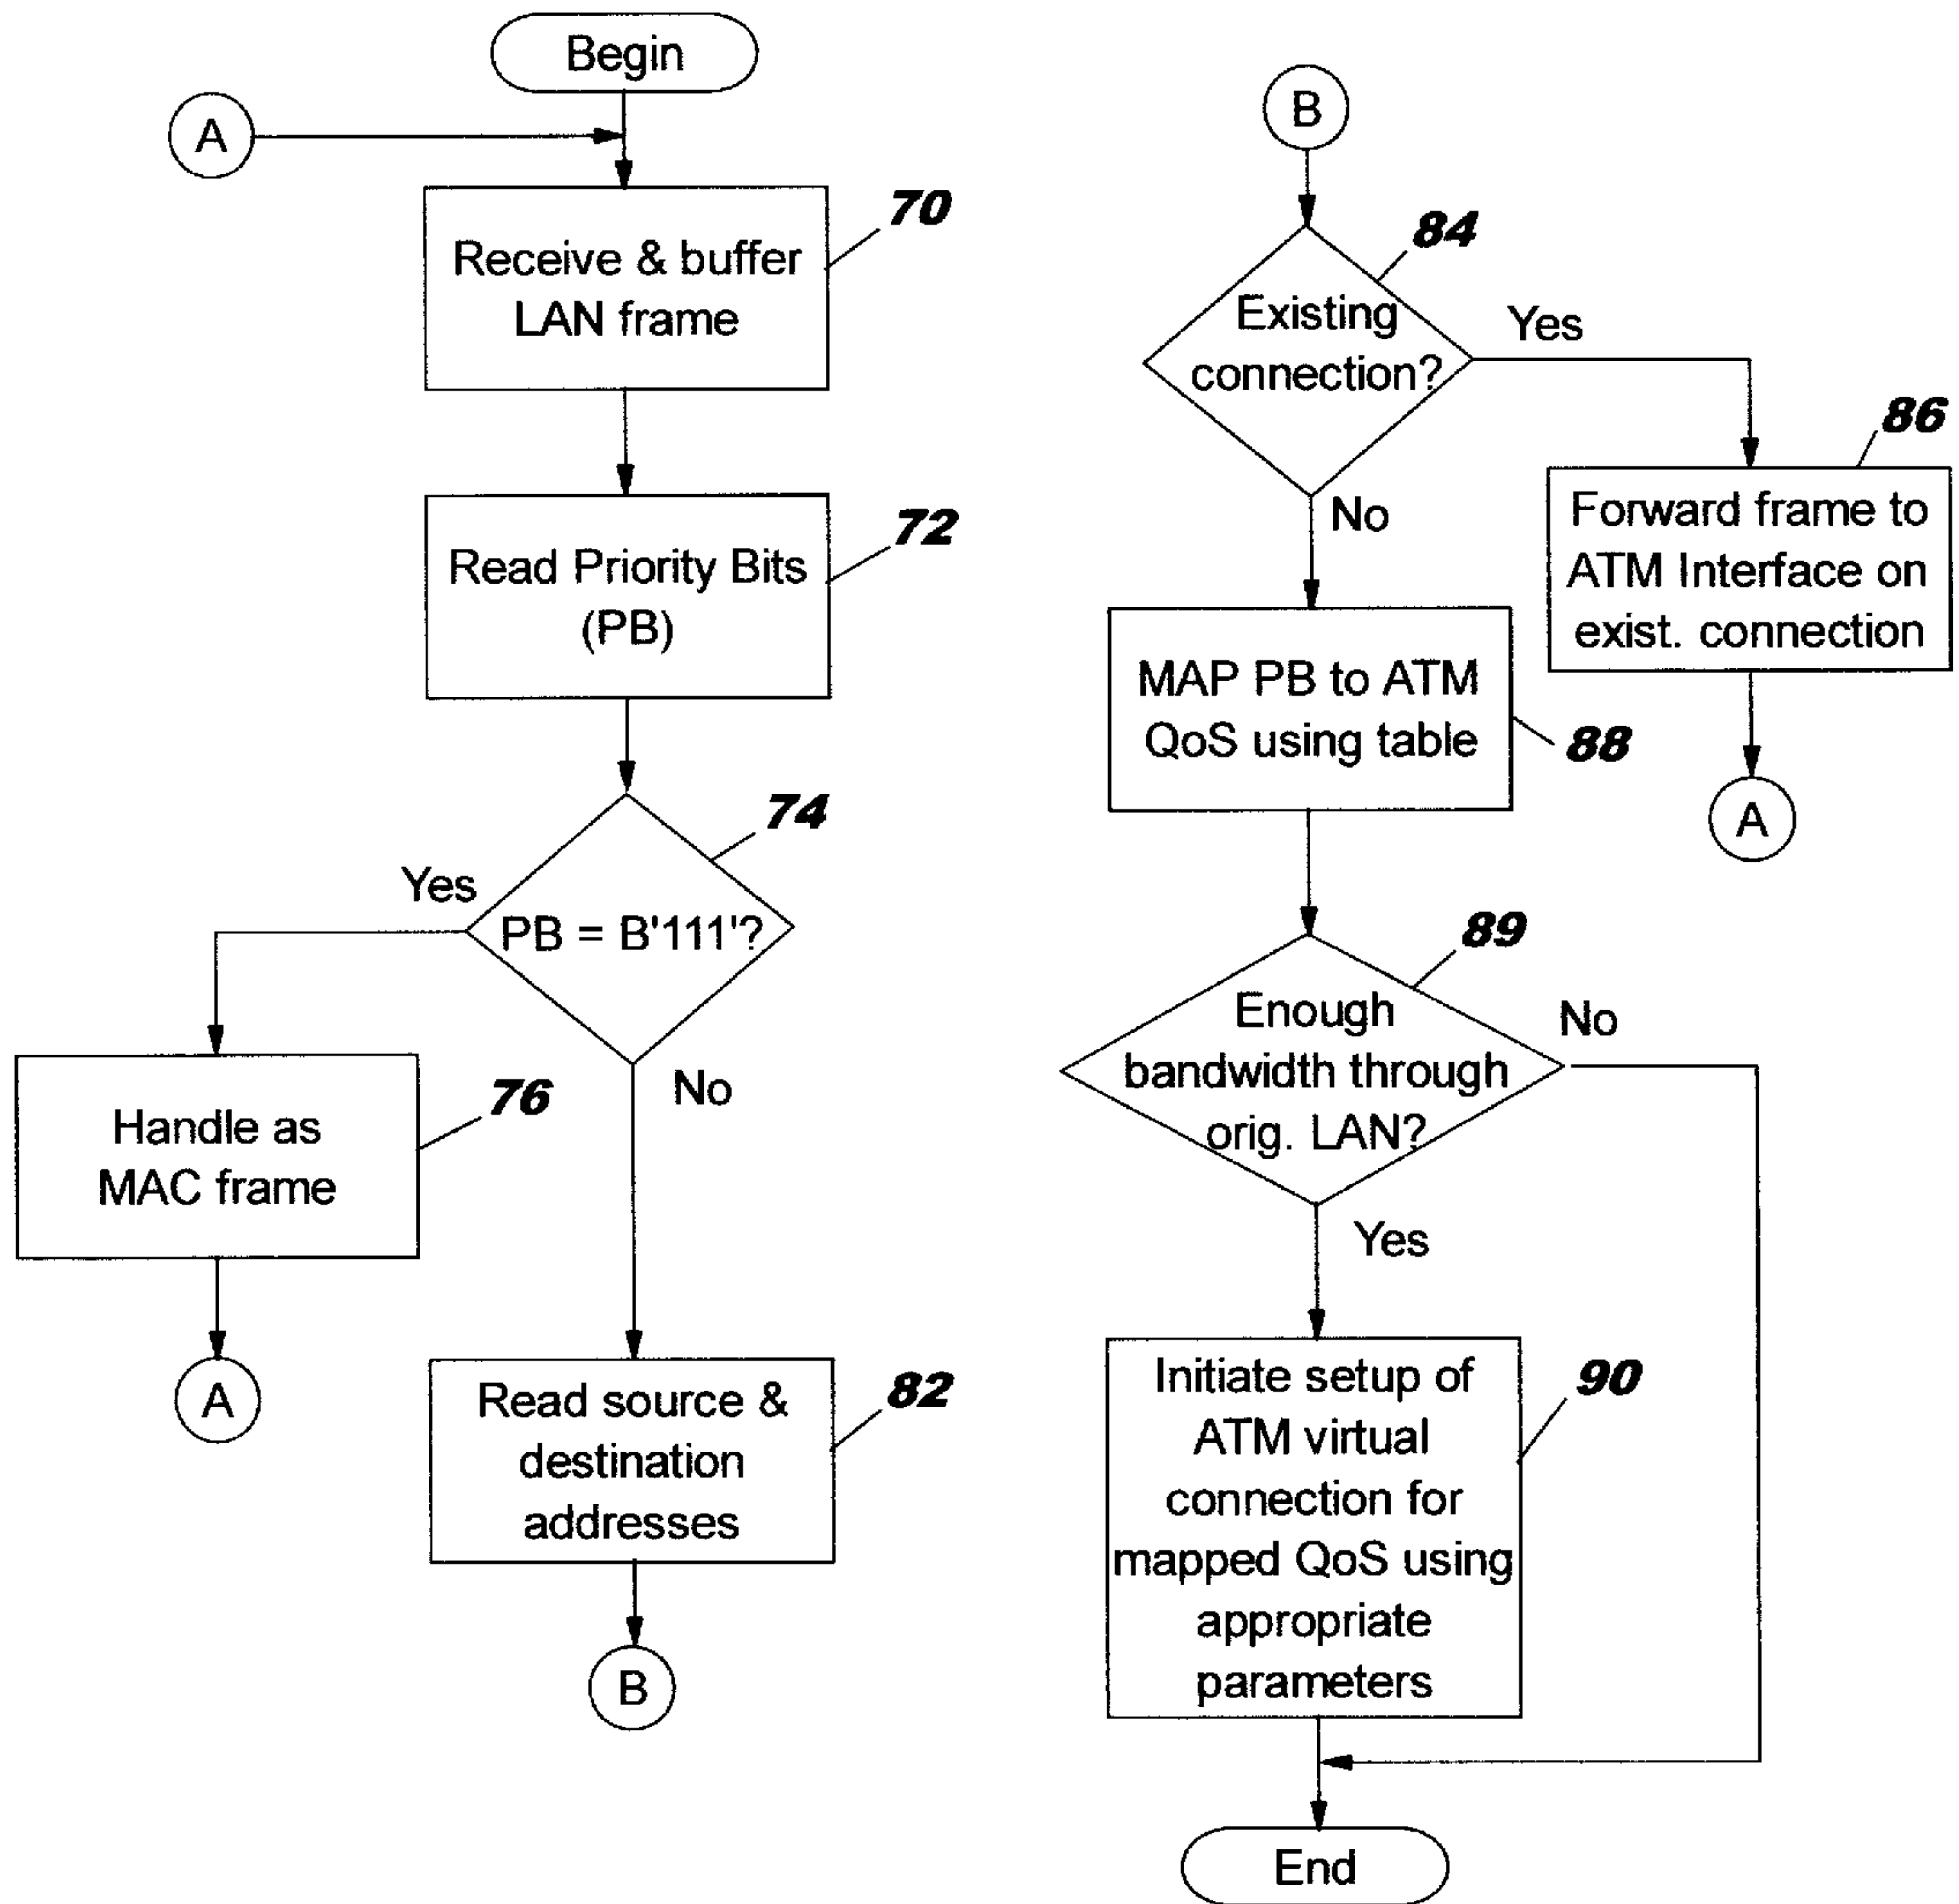 Begin
A
70
Receive & buffer
LAN frame
72
Read Priority Bits
(PB)
74
Yes
PB = B'111'?
No
76
Handle as
MAC frame
A
82
Read source &
destination
addresses
B
B
84
Existing
connection?
Yes
No
86
Forward frame to
ATM Interface on
exist. connection
A
MAP PB to ATM
QoS using table
88
89
Enough
bandwidth through
orig. LAN?
No
Yes
Initiate setup of
ATM virtual
connection for
mapped QoS using
appropriate
parameters
90
End